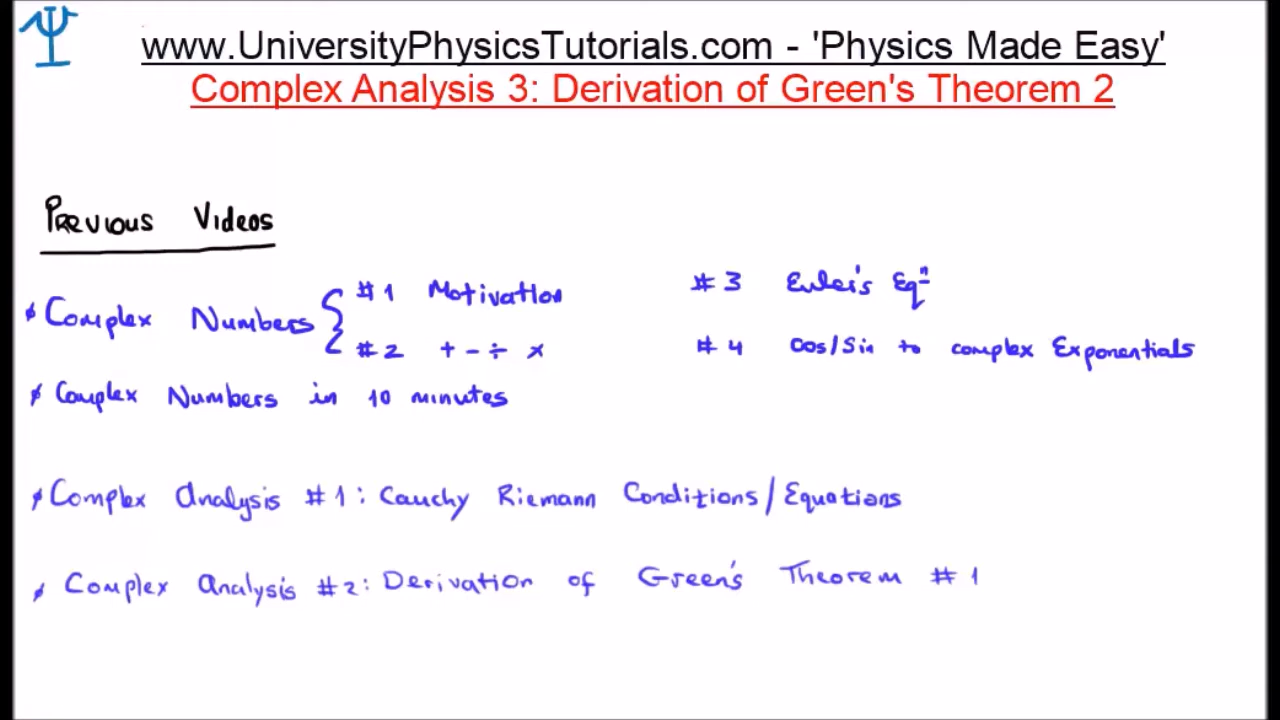 www.UniversityPhysicsTutorials.com - 'Physics Made Easy'
Complex Analysis 3: Derivation of Green's Theorem 2
Previous Videos
Complex Numbers { #1 Motivation #3 Euler's Eqⁿ
#2 + - ÷ × #4 Cos/Sin to complex Exponentials
Complex Numbers in 10 minutes
Complex Analysis #1: Cauchy Riemann Conditions/Equations
Complex Analysis #2: Derivation of Green's Theorem #1